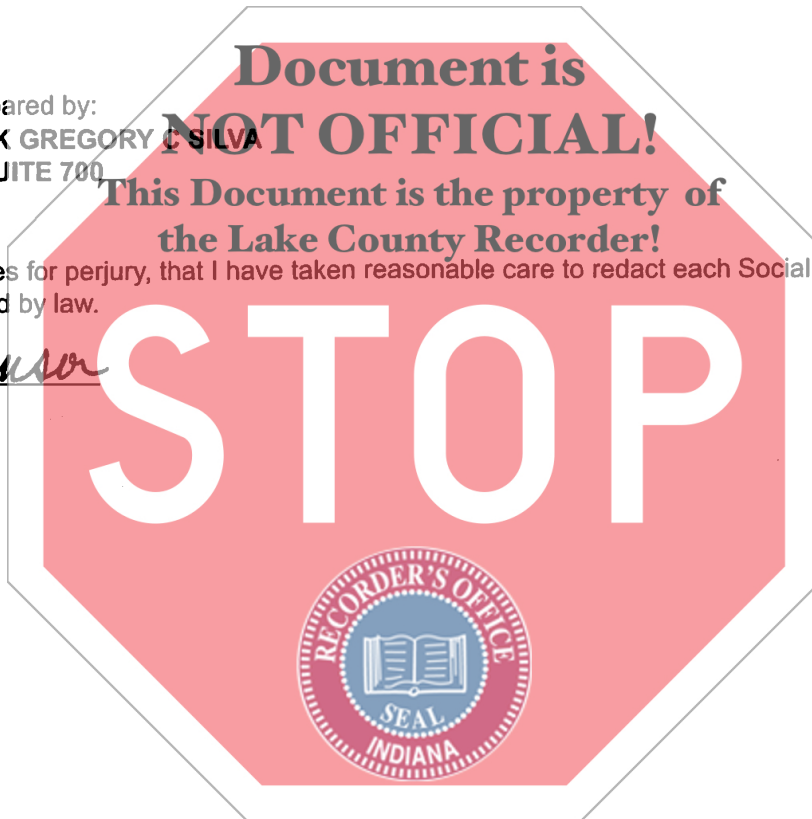 Document is
ared by:
K GREGORY C SILVA
NOT OFFICIAL!
UITE 700
This Document is the property of
the Lake County Recorder!
es for perjury, that I have taken reasonable care to redact each Social
d by law.
STOP
RECORDER'S OFFICE
SEAL
INDIANA